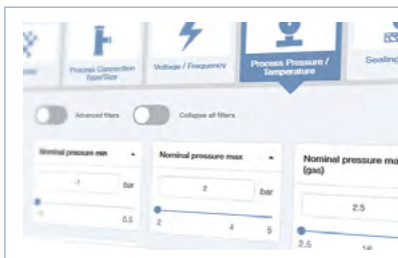 Process Connection
Type/Size
Voltage / Frequency
Process Pressure /
Temperature
Sealing
Advanced filters
Collapse all filters
Nominal pressure min
-1
bar
-1
0.5
Nominal pressure max
2
bar
2
4
5
Nominal pressure ma
(gas)
2.5
2.5
16